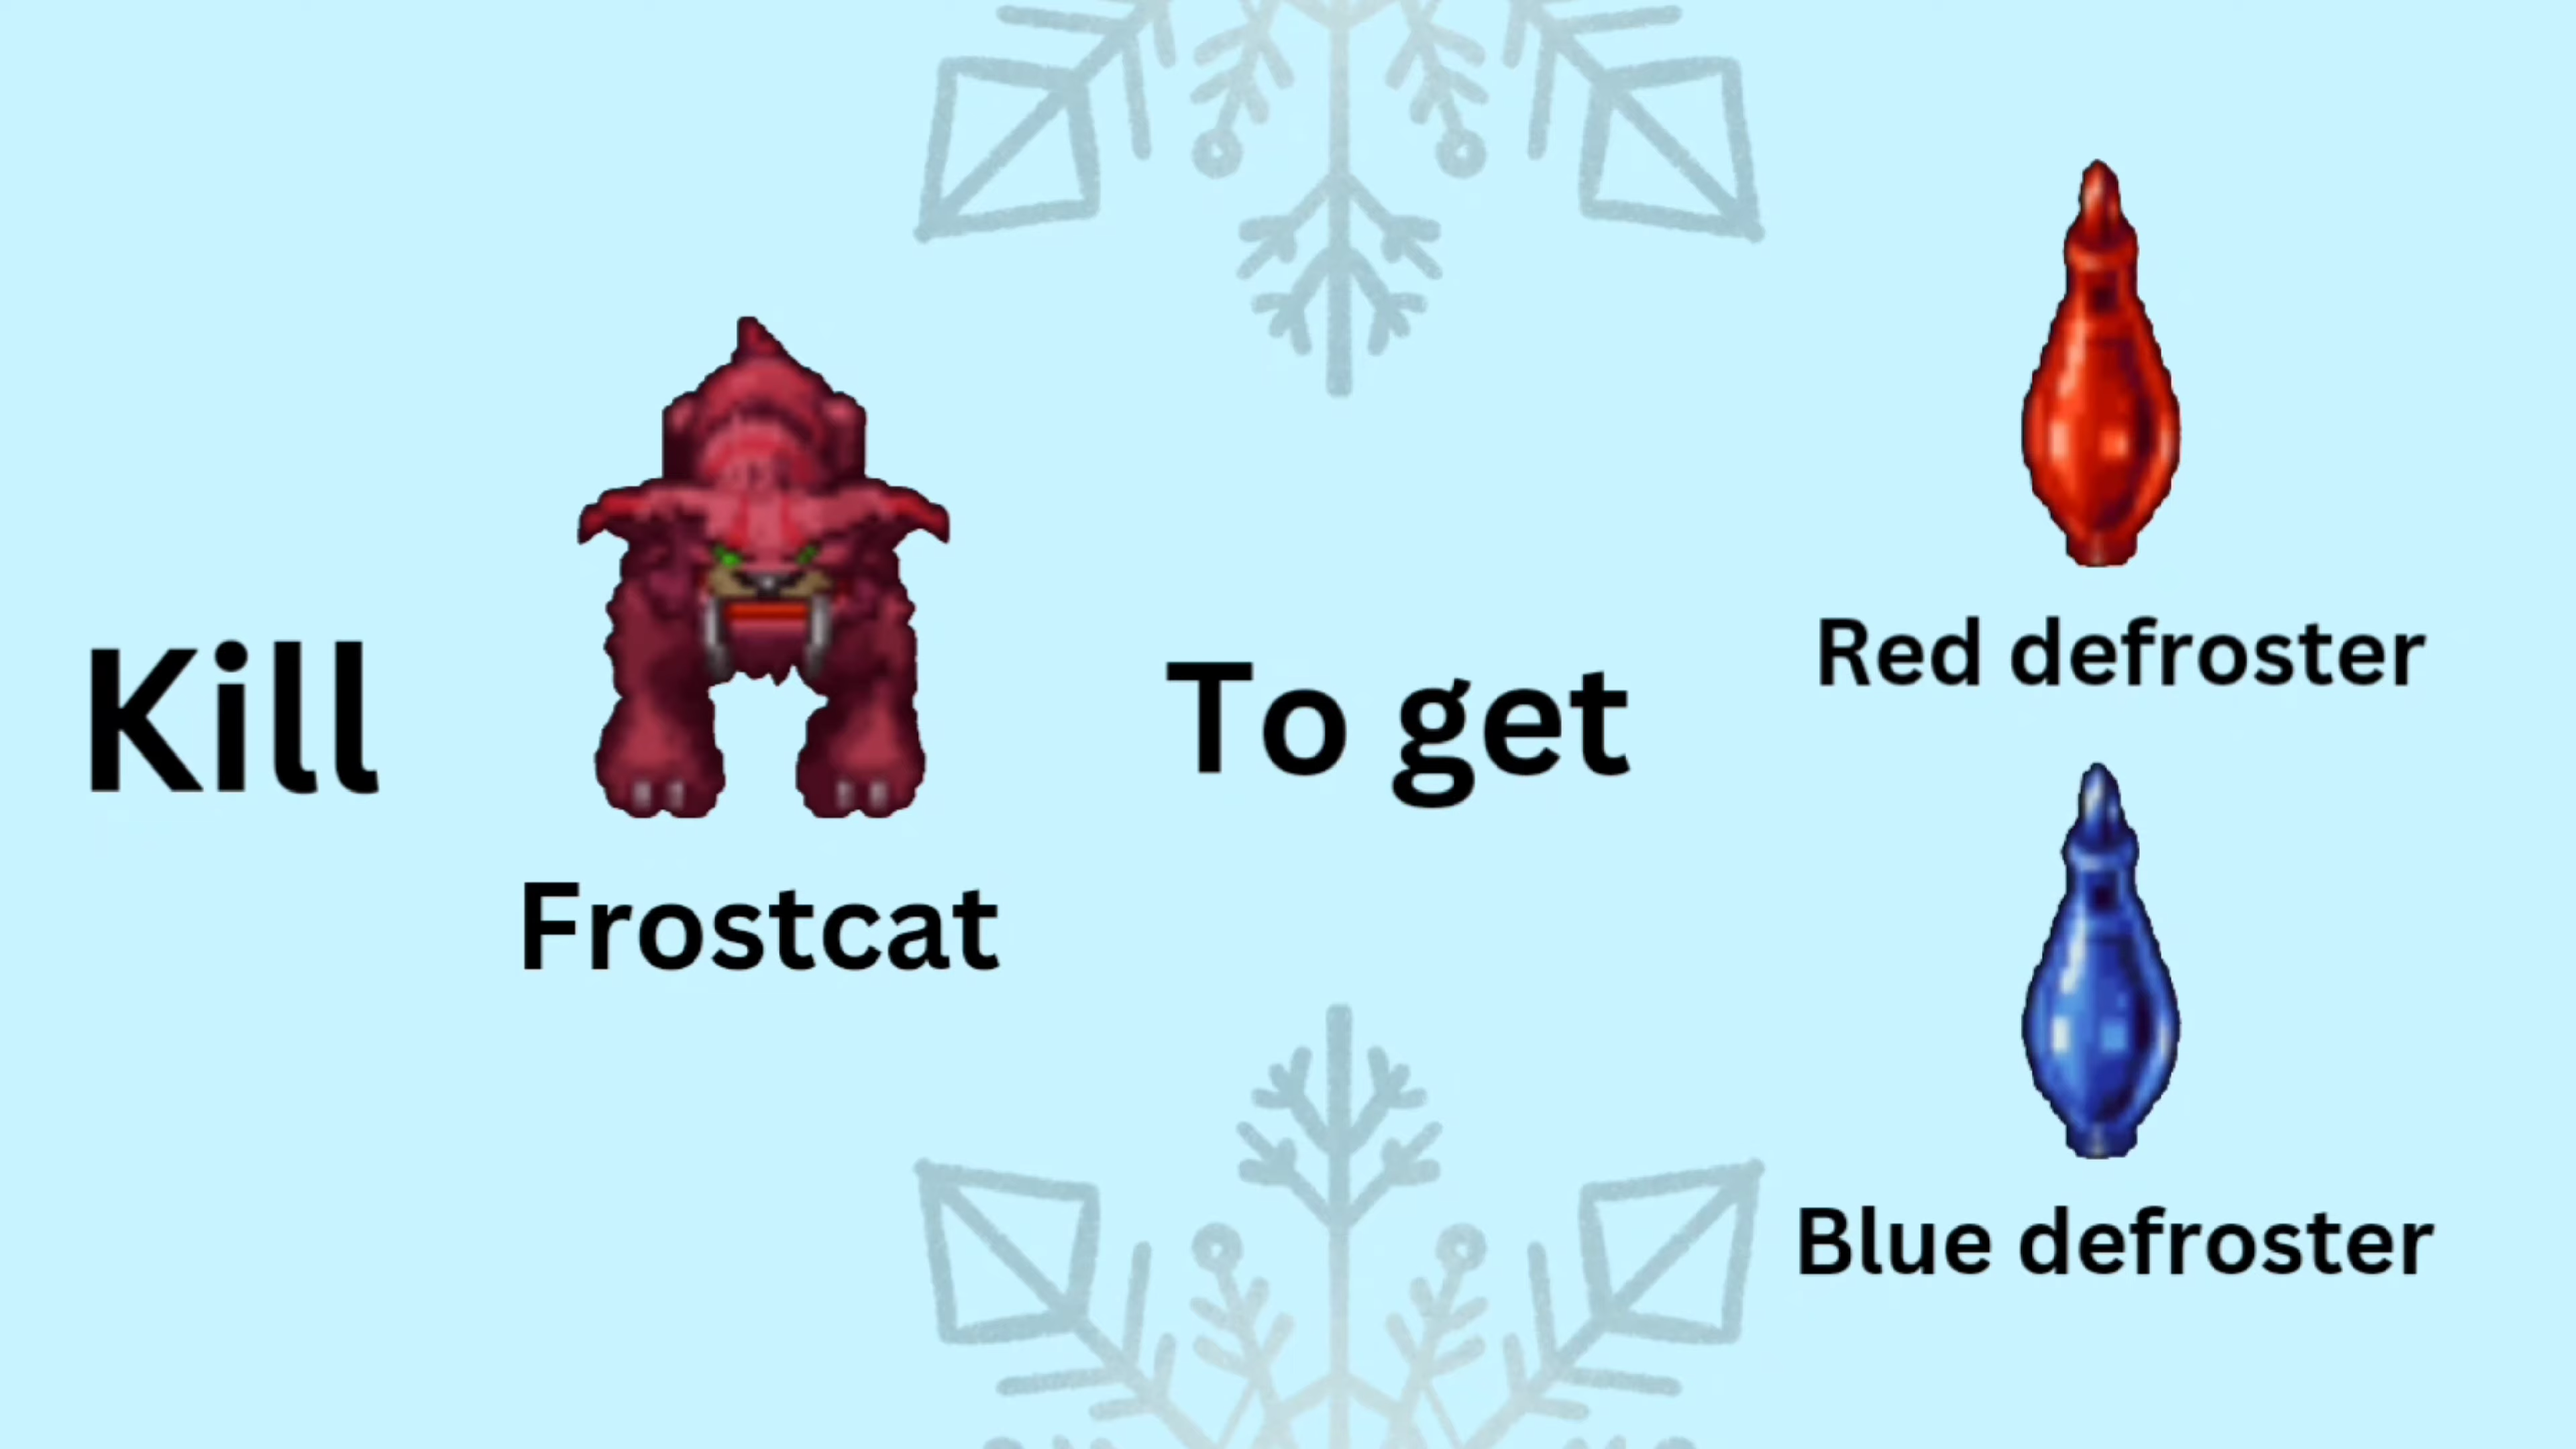 Kill
Frostcat
To get
Red defroster
Blue defroster